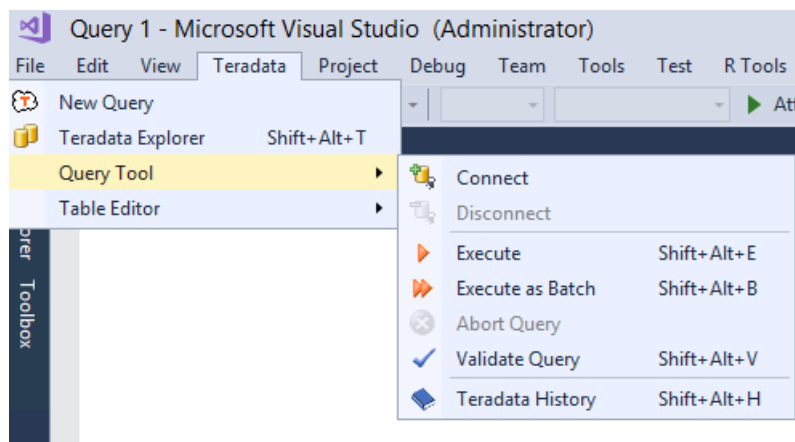 Query 1 - Microsoft Visual Studio (Administrator)
File Edit View Teradata Project Debug Team Tools Test R Tools
New Query
Teradata Explorer Shift+Alt+T
Query Tool
Table Editor
Connect
Disconnect
Execute Shift+Alt+E
Execute as Batch Shift+Alt+B
Abort Query
Validate Query Shift+Alt+V
Teradata History Shift+Alt+H
Toolbox